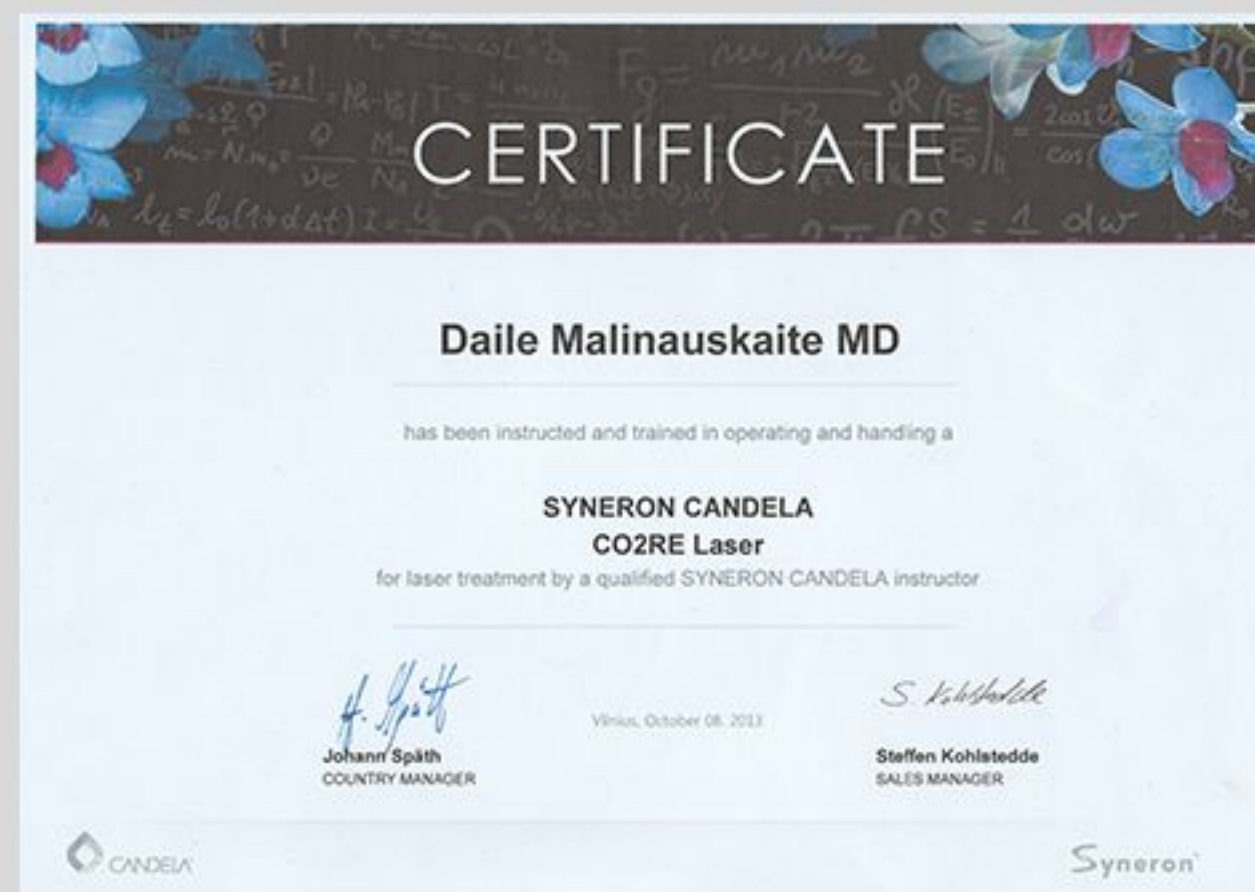 CERTIFICATE
Daile Malinauskaite MD
has been instructed and trained in operating and handling a
SYNERON CANDELA
CO2RE Laser
for laser treatment by a qualified SYNERON CANDELA instructor
Vilnius, October 08. 2013
Johann Späth
COUNTRY MANAGER
S. Kohlstedde
Steffen Kohlstedde
SALES MANAGER
CANDELA
Syneron